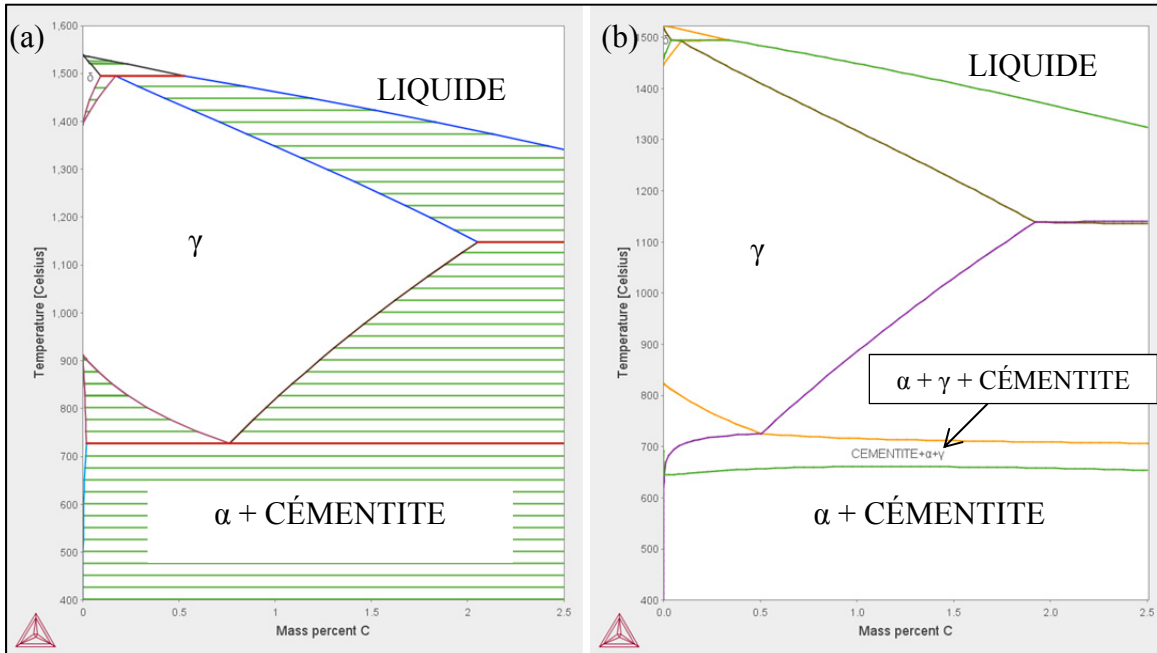 (a)
1,600
1,500
1,400
1,300
1,200
1,100
1,000
900
800
700
600
500
400
Temperature [Celsius]
0
0.5
1
1.5
2
2.5
Mass percent C
δ
LIQUIDE
γ
α + CÉMENTITE
(b)
1500
1400
1300
1200
1100
1000
900
800
700
600
500
400
Temperature [Celsius]
0.0
0.5
1.0
1.5
2.0
2.5
Mass percent C
δ
LIQUIDE
γ
α + γ + CÉMENTITE
CEMENTITE+α+γ
α + CÉMENTITE